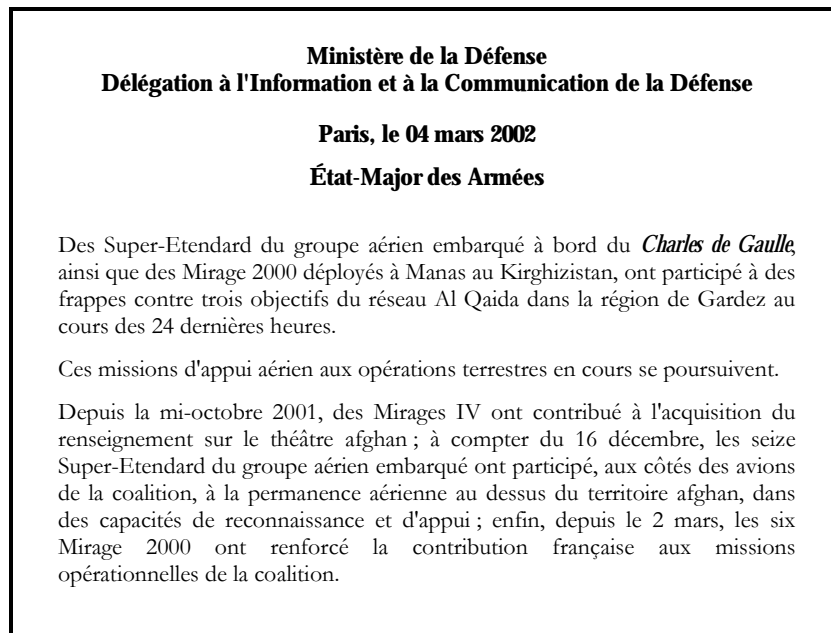 Ministère de la Défense
Délégation à l'Information et à la Communication de la Défense
Paris, le 04 mars 2002
État-Major des Armées
Des Super-Etendard du groupe aérien embarqué à bord du Charles de Gaulle,
ainsi que des Mirage 2000 déployés à Manas au Kirghizistan, ont participé à des
frappes contre trois objectifs du réseau Al Qaida dans la région de Gardez au
cours des 24 dernières heures.
Ces missions d'appui aérien aux opérations terrestres en cours se poursuivent.
Depuis la mi-octobre 2001, des Mirages IV ont contribué à l'acquisition du
renseignement sur le théâtre afghan ; à compter du 16 décembre, les seize
Super-Etendard du groupe aérien embarqué ont participé, aux côtés des avions
de la coalition, à la permanence aérienne au dessus du territoire afghan, dans
des capacités de reconnaissance et d'appui ; enfin, depuis le 2 mars, les six
Mirage 2000 ont renforcé la contribution française aux missions
opérationnelles de la coalition.